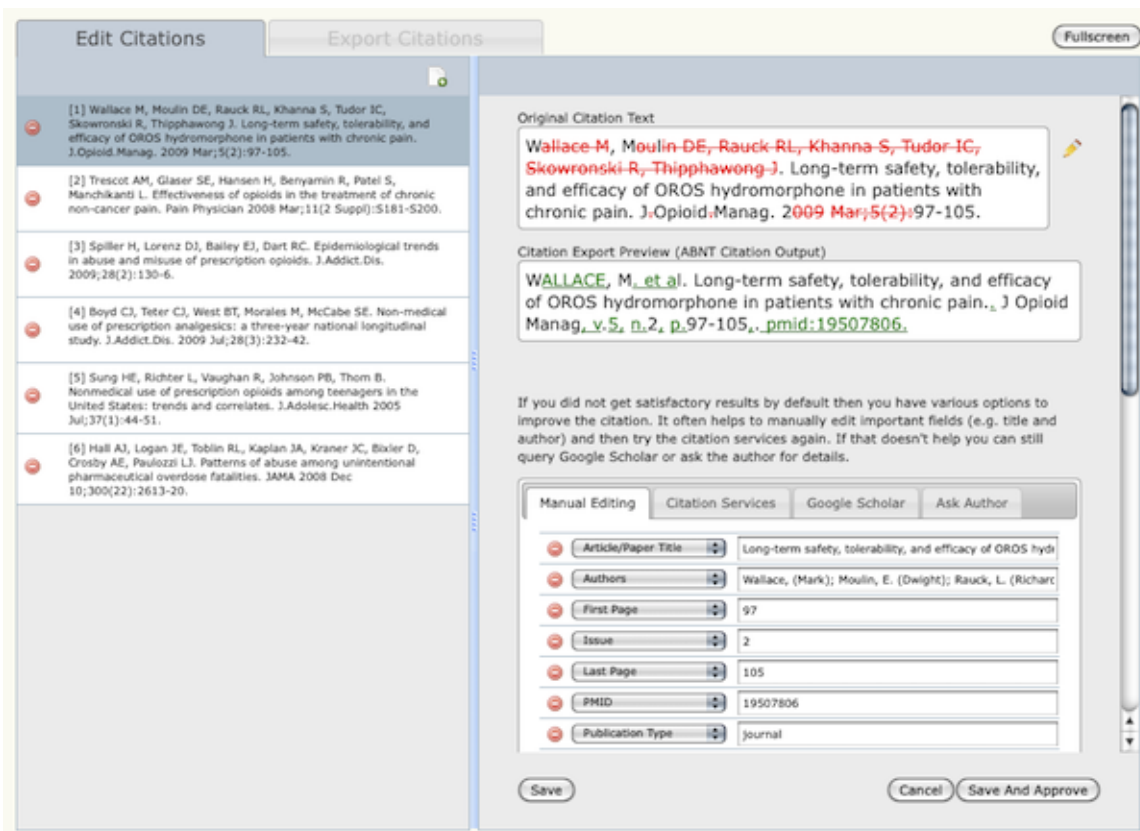 Edit Citations
Export Citations
Fullscreen
[1] Wallace M, Moulin DE, Rauck RL, Khanna S, Tudor IC,
Skowronski R, Thipphawong J. Long-term safety, tolerability, and
efficacy of OROS hydromorphone in patients with chronic pain.
J.Opioid.Manag. 2009 Mar;5(2):97-105.
[2] Trescot AM, Glaser SE, Hansen H, Benyamin R, Patel S,
Manchikanti L. Effectiveness of opioids in the treatment of chronic
non-cancer pain. Pain Physician 2008 Mar;11(2 Suppl):S181-S200.
[3] Spiller H, Lorenz DJ, Bailey EJ, Dart RC. Epidemiological trends
in abuse and misuse of prescription opioids. J.Addict.Dis.
2009;28(2):130-6.
[4] Boyd CJ, Teter CJ, West BT, Morales M, McCabe SE. Non-medical
use of prescription analgesics: a three-year national longitudinal
study. J.Addict.Dis. 2009 Jul;28(3):232-42.
[5] Sung HE, Richter L, Vaughan R, Johnson PB, Thom B.
Nonmedical use of prescription opioids among teenagers in the
United States: trends and correlates. J.Adolesc.Health 2005
Jul;37(1):44-51.
[6] Hall AJ, Logan JE, Toblin RL, Kaplan JA, Kraner JC, Bixler D,
Crosby AE, Paulozzi LJ. Patterns of abuse among unintentional
pharmaceutical overdose fatalities. JAMA 2008 Dec
10;300(22):2613-20.
Original Citation Text
Wallace M, Moulin DE, Rauck RL, Khanna S, Tudor IC,
Skowronski R, Thipphawong J. Long-term safety, tolerability,
and efficacy of OROS hydromorphone in patients with
chronic pain. J.Opioid.Manag. 2009 Mar;5(2):97-105.
Citation Export Preview (ABNT Citation Output)
WALLACE, M. et al. Long-term safety, tolerability, and efficacy
of OROS hydromorphone in patients with chronic pain.. J Opioid
Manag, v.5, n.2, p.97-105,. pmid:19507806.
If you did not get satisfactory results by default then you have various options to
improve the citation. It often helps to manually edit important fields (e.g. title and
author) and then try the citation services again. If that doesn't help you can still
query Google Scholar or ask the author for details.
Manual Editing
Citation Services
Google Scholar
Ask Author
Article/Paper Title
Long-term safety, tolerability, and efficacy of OROS hydr
Authors
Wallace, (Mark); Moulin, E. (Dwight); Rauck, L. (Richard
First Page
97
Issue
2
Last Page
105
PMID
19507806
Publication Type
journal
Save
Cancel
Save And Approve